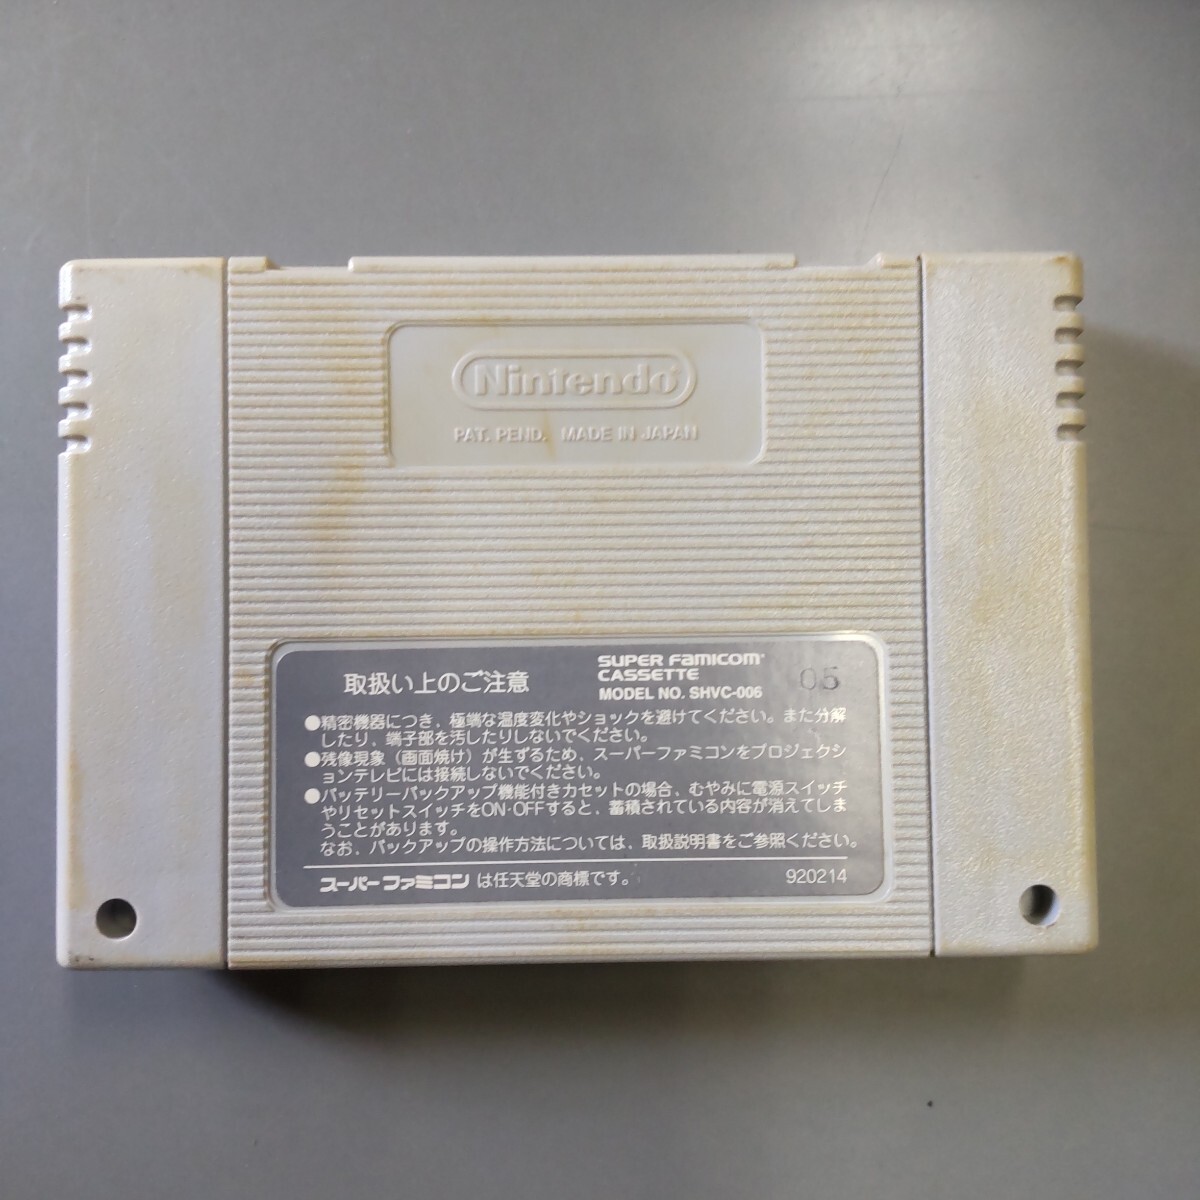 Nintendo®
PAT. PEND. MADE IN JAPAN
取扱い上のご注意
SUPER FAMICOM
CASSETTE
MODEL NO. SHVC-006
05
●精密機器につき、極端な温度変化やショックを避けてください。また分解
したり、端子部を汚したりしないでください。
●残像現象（画面焼け）が生ずるため、スーパーファミコンをプロジェクシ
ョンテレビには接続しないでください。
●バッテリーバックアップ機能付きカセットの場合、むやみに電源スイッチ
やリセットスイッチをON・OFFすると、蓄積されている内容が消えてしま
うことがあります。
なお、バックアップの操作方法については、取扱説明書をご参照ください。
スーパーファミコン は任天堂の商標です。
920214